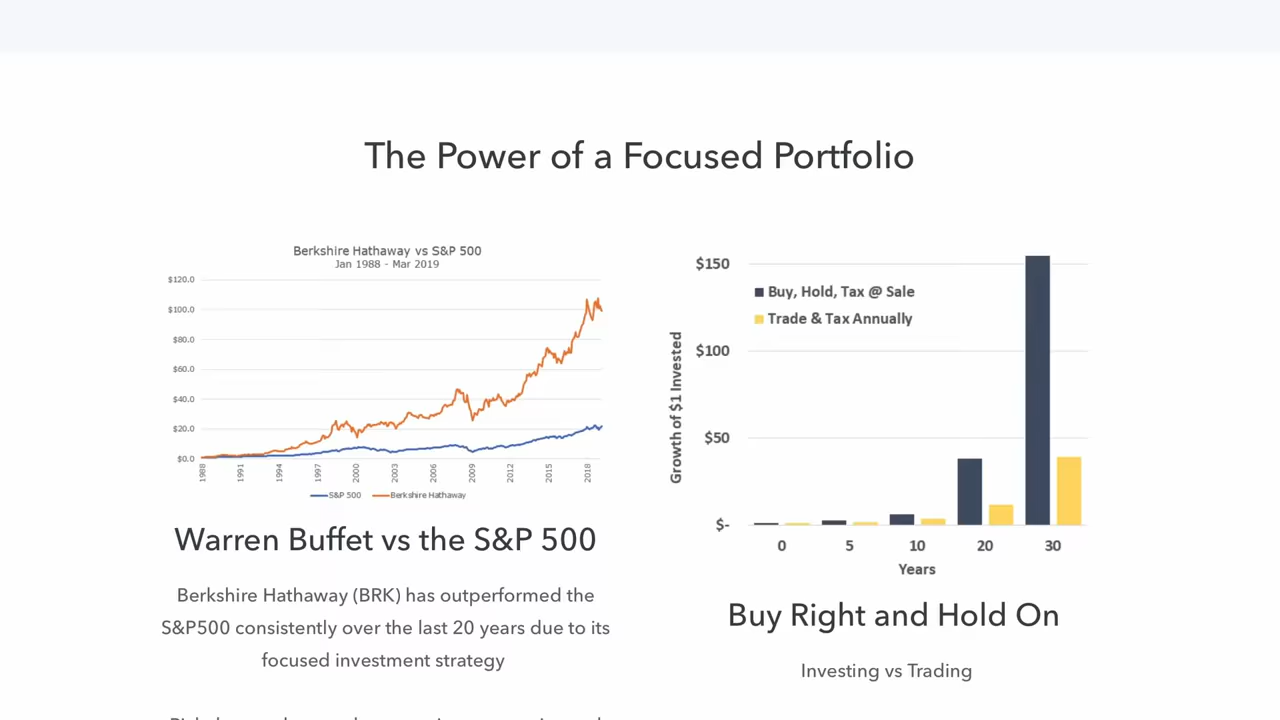 The Power of a Focused Portfolio
Berkshire Hathaway vs S&P 500
Jan 1988 - Mar 2019
$120.0
$100.0
$80.0
$60.0
$40.0
$20.0
$0.0
1988 1991 1994 1997 2000 2003 2006 2009 2012 2015 2018
S&P 500 Berkshire Hathaway
Warren Buffet vs the S&P 500
Berkshire Hathaway (BRK) has outperformed the
S&P500 consistently over the last 20 years due to its
focused investment strategy
Growth of $1 Invested
$150
$100
$50
$-
Buy, Hold, Tax @ Sale
Trade & Tax Annually
0 5 10 20 30
Years
Buy Right and Hold On
Investing vs Trading